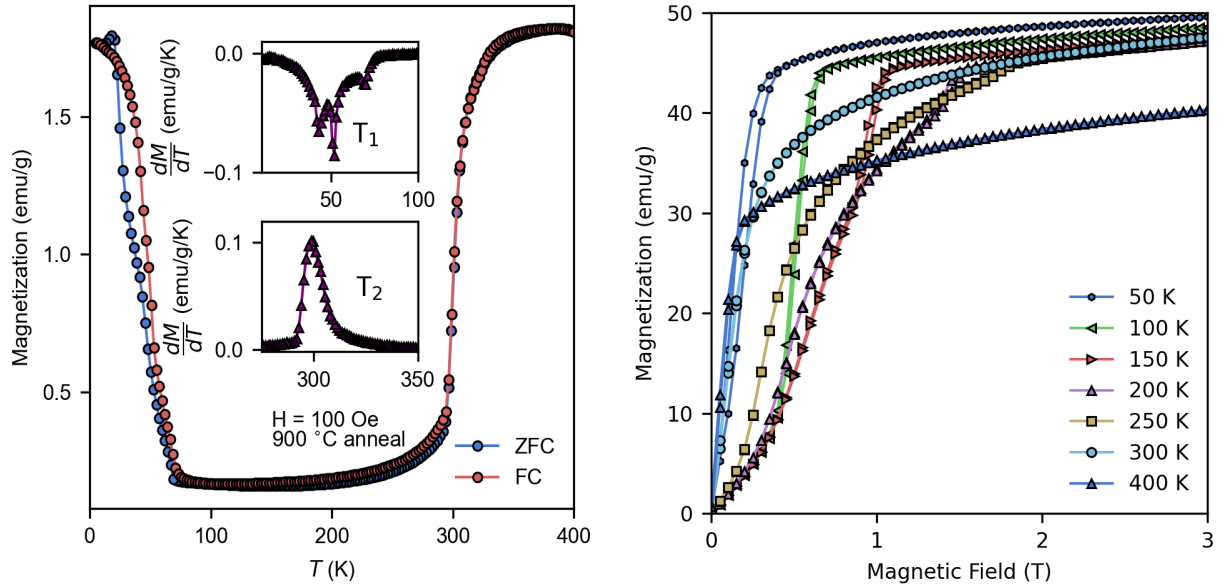 Magnetization (emu/g)
1.5
1.0
0.5
0
100
200
300
400
T (K)
dM/dT (emu/g/K)
0.0
−0.1
50
100
T₁
dM/dT (emu/g/K)
0.1
0.0
300
350
T₂
H = 100 Oe
900 °C anneal
ZFC
FC
Magnetization (emu/g)
50
40
30
20
10
0
0
1
2
3
Magnetic Field (T)
50 K
100 K
150 K
200 K
250 K
300 K
400 K